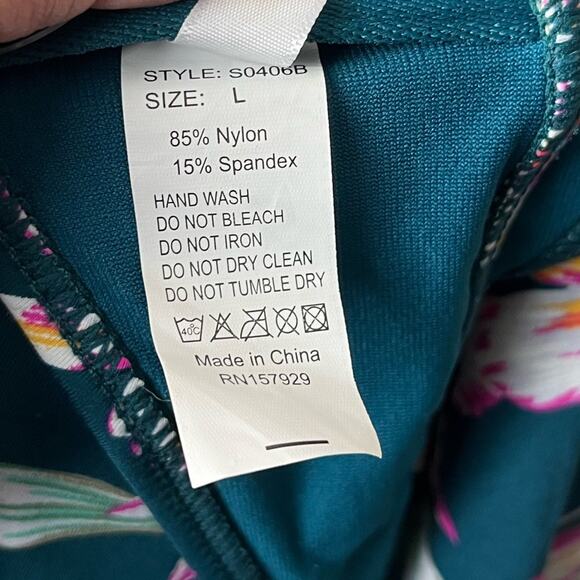 STYLE: S0406B
SIZE: L
85% Nylon
15% Spandex
HAND WASH
DO NOT BLEACH
DO NOT IRON
DO NOT DRY CLEAN
DO NOT TUMBLE DRY
40C
Made in China
RN157929